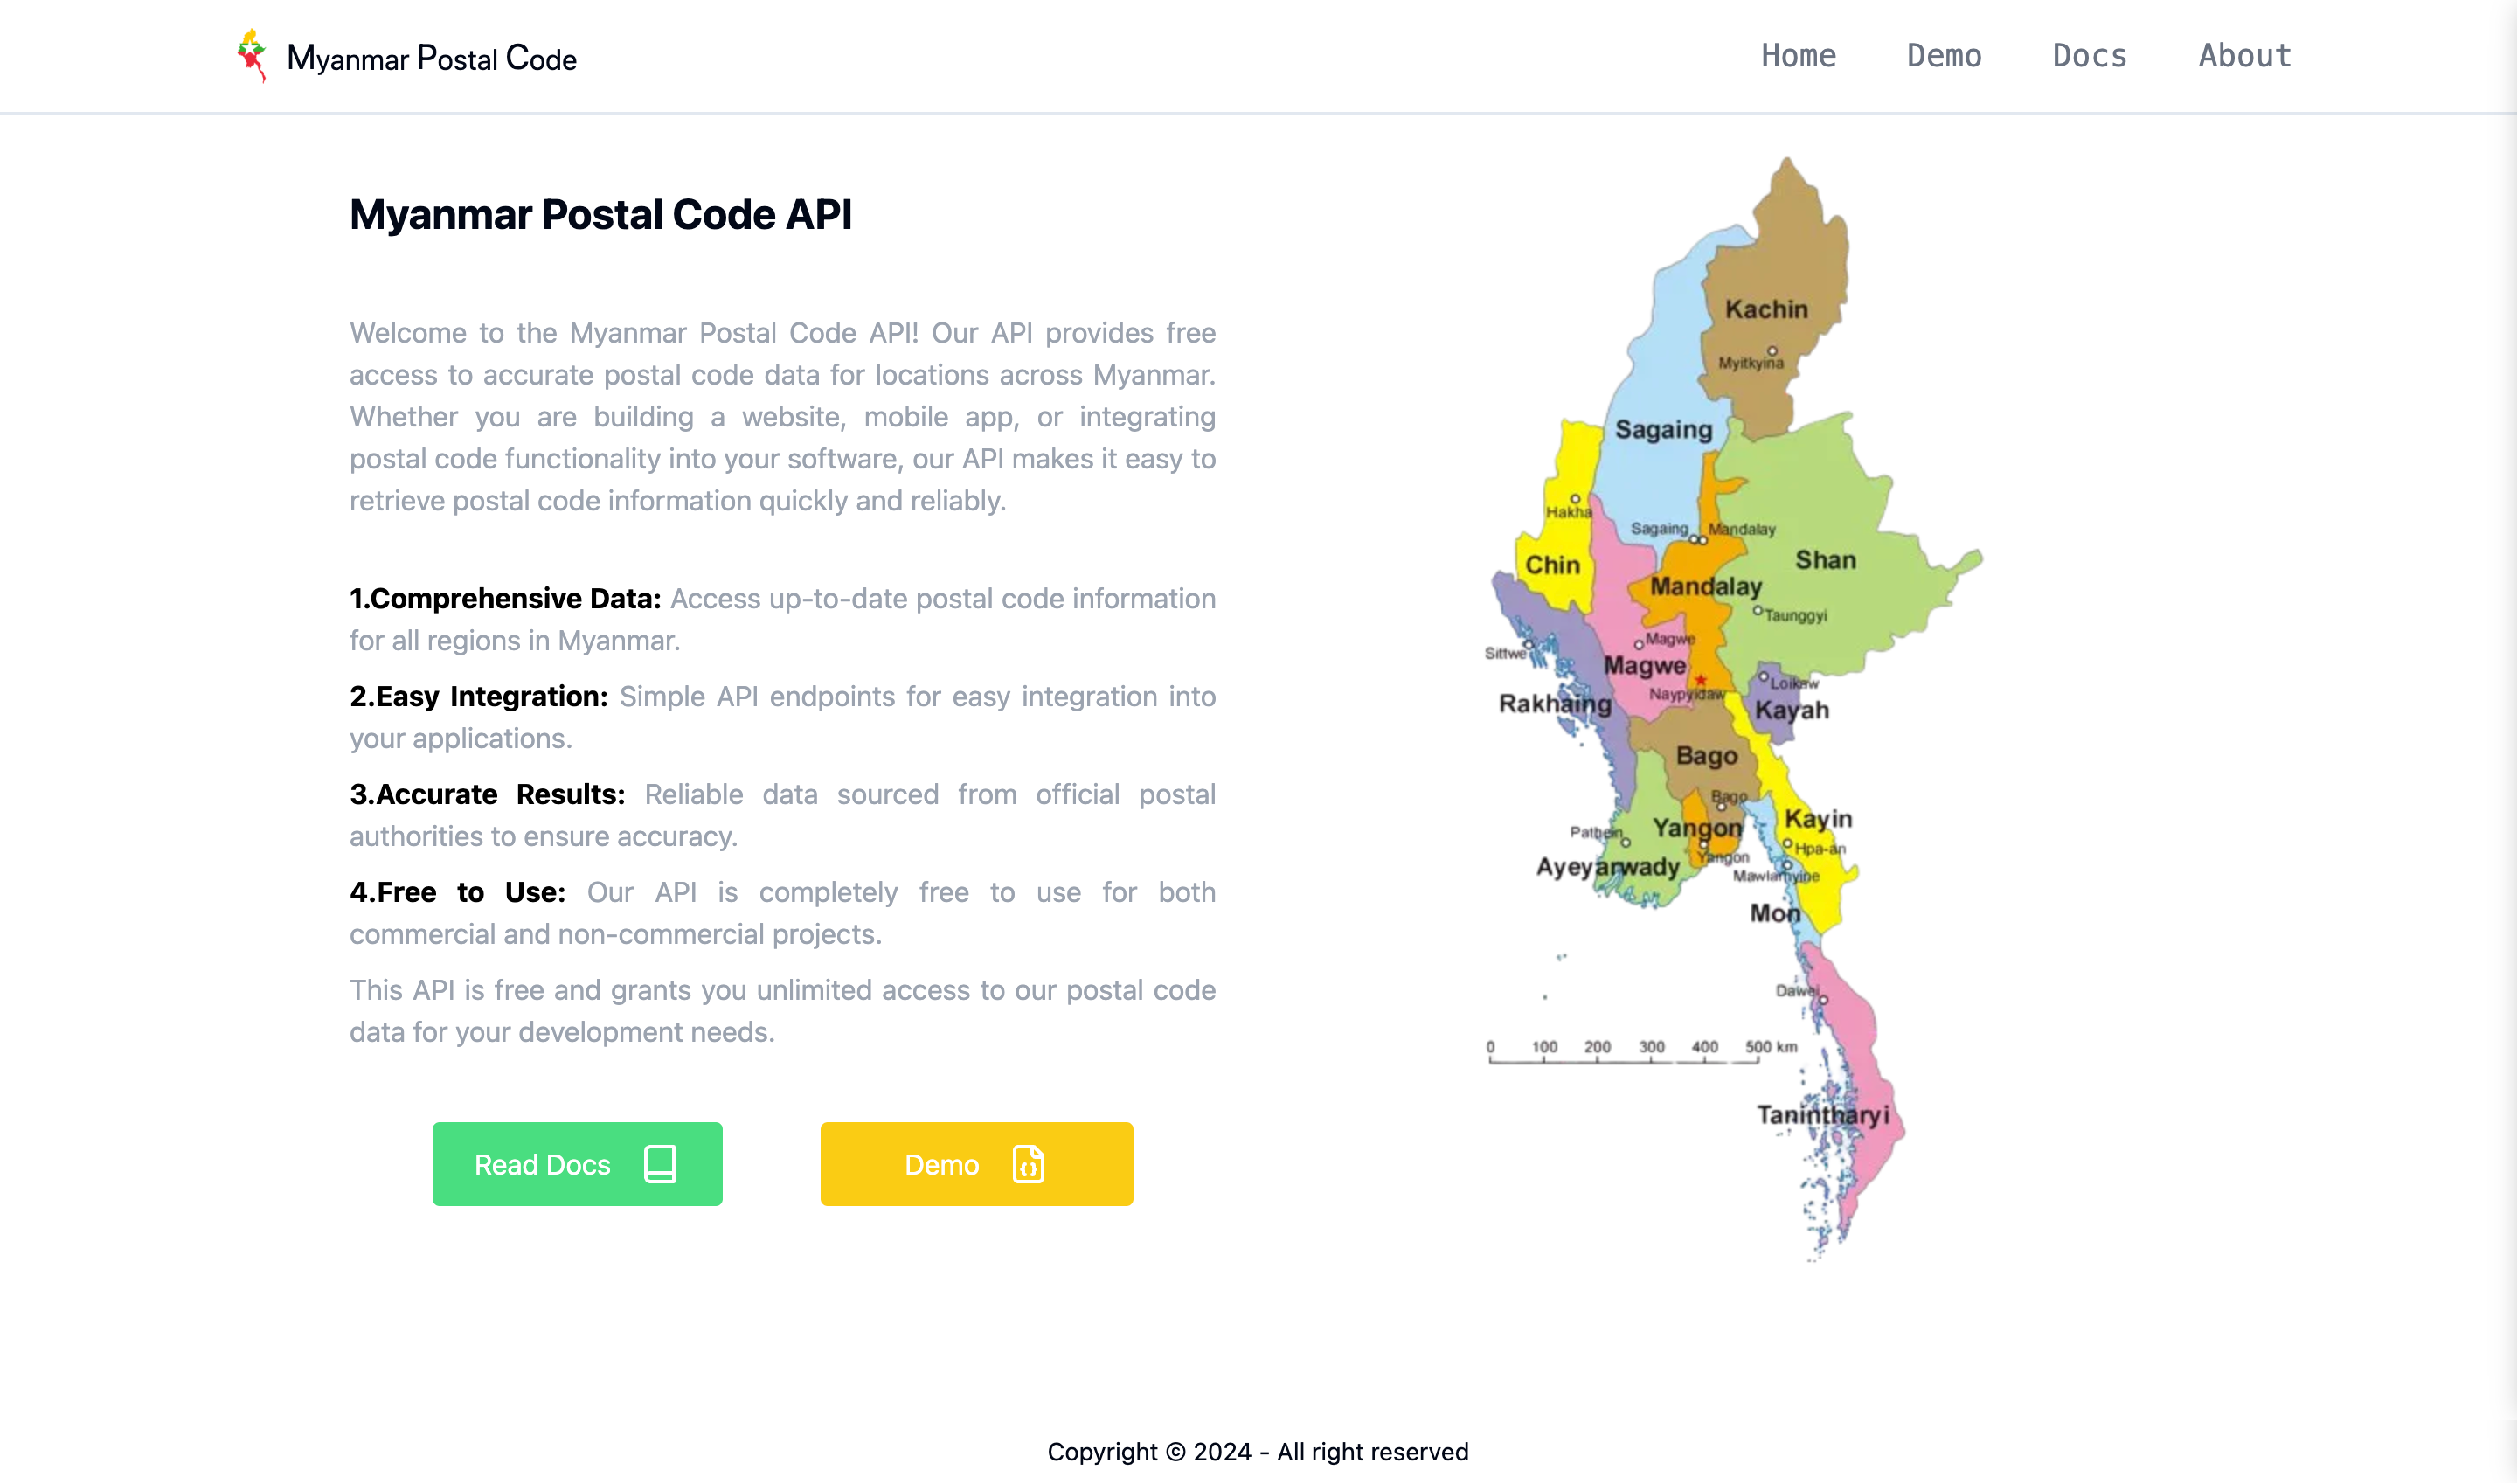 Myanmar Postal Code
Home Demo Docs About
Myanmar Postal Code API
Welcome to the Myanmar Postal Code API! Our API provides free
access to accurate postal code data for locations across Myanmar.
Whether you are building a website, mobile app, or integrating
postal code functionality into your software, our API makes it easy to
retrieve postal code information quickly and reliably.
1.Comprehensive Data: Access up-to-date postal code information
for all regions in Myanmar.
2.Easy Integration: Simple API endpoints for easy integration into
your applications.
3.Accurate Results: Reliable data sourced from official postal
authorities to ensure accuracy.
4.Free to Use: Our API is completely free to use for both
commercial and non-commercial projects.
This API is free and grants you unlimited access to our postal code
data for your development needs.
Read Docs
Demo
Kachin
Myitkyina
Sagaing
Hakha
Sagaing
Mandalay
Chin
Shan
Mandalay
Taunggyi
Magwe
Sittwe
Magwe
Loikaw
Naypyidaw
Rakhaing
Kayah
Bago
Bago
Kayin
Pathein
Yangon
Hpa-an
Yangon
Ayeyarwady
Mawlamyine
Mon
Dawei
0 100 200 300 400 500 km
Tanintharyi
Copyright © 2024 - All right reserved